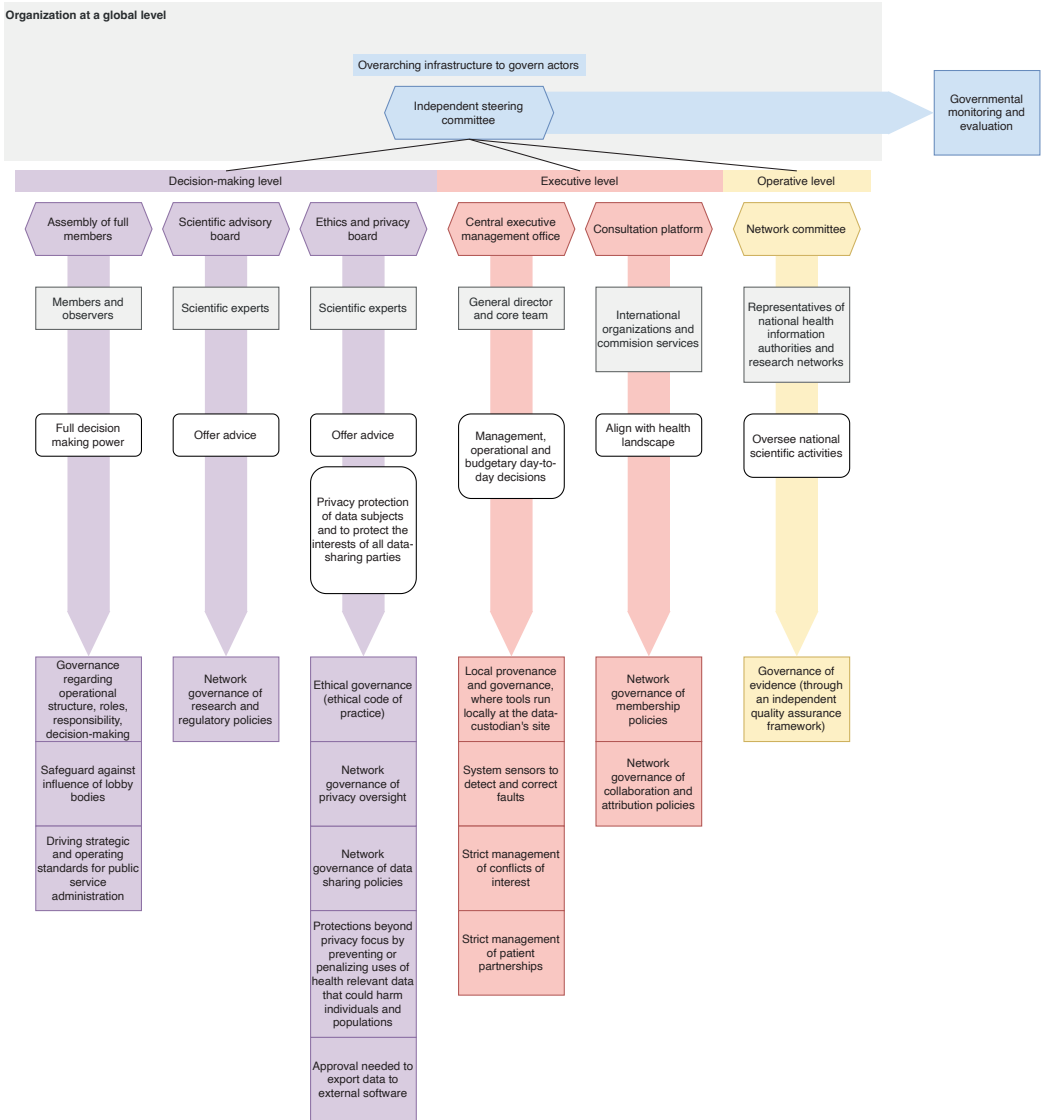 Organization at a global level
Overarching infrastructure to govern actors
Independent steering
committee
Governmental
monitoring and
evaluation
Decision-making level
Executive level
Operative level
Assembly of full
members
Scientific advisory
board
Ethics and privacy
board
Central executive
management office
Consultation platform
Network committee
Members and
observers
Scientific experts
Scientific experts
General director
and core team
International
organizations and
commision services
Representatives of
national health
information
authorities and
research networks
Full decision
making power
Offer advice
Offer advice
Privacy protection
of data subjects
and to protect the
interests of all data-
sharing parties
Management,
operational and
budgetary day-to-
day decisions
Align with health
landscape
Oversee national
scientific activities
Governance
regarding
operational
structure, roles,
responsibility,
decision-making
Safeguard against
influence of lobby
bodies
Driving strategic
and operating
standards for public
service
administration
Network
governance of
research and
regulatory policies
Ethical governance
(ethical code of
practice)
Network
governance of
privacy oversight
Network
governance of data
sharing policies
Protections beyond
privacy focus by
preventing or
penalizing uses of
health relevant data
that could harm
individuals and
populations
Approval needed to
export data to
external software
Local provenance
and governance,
where tools run
locally at the data-
custodian's site
System sensors to
detect and correct
faults
Strict management
of conflicts of
interest
Strict management
of patient
partnerships
Network
governance of
membership
policies
Network
governance of
collaboration and
attribution policies
Governance of
evidence (through
an independent
quality assurance
framework)